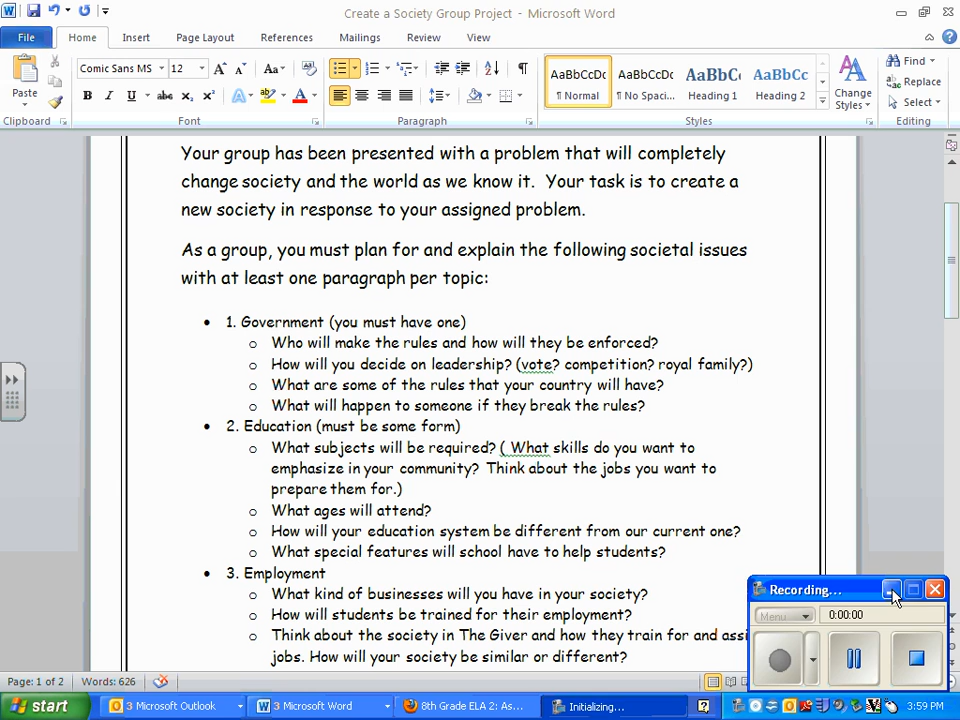 Create a Society Group Project - Microsoft Word
File Home Insert Page Layout References Mailings Review View
Paste
Comic Sans MS 12 Aa
AaBbCcDc AaBbCcDc AaBbC AaBbCc
¶ Normal ¶ No Spaci... Heading 1 Heading 2
Change Styles
Find
Replace
Select
Clipboard Font Paragraph Styles Editing
Your group has been presented with a problem that will completely
change society and the world as we know it. Your task is to create a
new society in response to your assigned problem.
As a group, you must plan for and explain the following societal issues
with at least one paragraph per topic:
• 1. Government (you must have one)
o Who will make the rules and how will they be enforced?
o How will you decide on leadership? (vote? competition? royal family?)
o What are some of the rules that your country will have?
o What will happen to someone if they break the rules?
• 2. Education (must be some form)
o What subjects will be required? ( What skills do you want to
emphasize in your community? Think about the jobs you want to
prepare them for.)
o What ages will attend?
o How will your education system be different from our current one?
o What special features will school have to help students?
• 3. Employment
o What kind of businesses will you have in your society?
o How will students be trained for their employment?
o Think about the society in The Giver and how they train for and assi
jobs. How will your society be similar or different?
Recording...
Menu 0:00:00
Page: 1 of 2 Words: 626
start 3 Microsoft Outlook 3 Microsoft Word 8th Grade ELA 2: As... Initializing... 3:59 PM